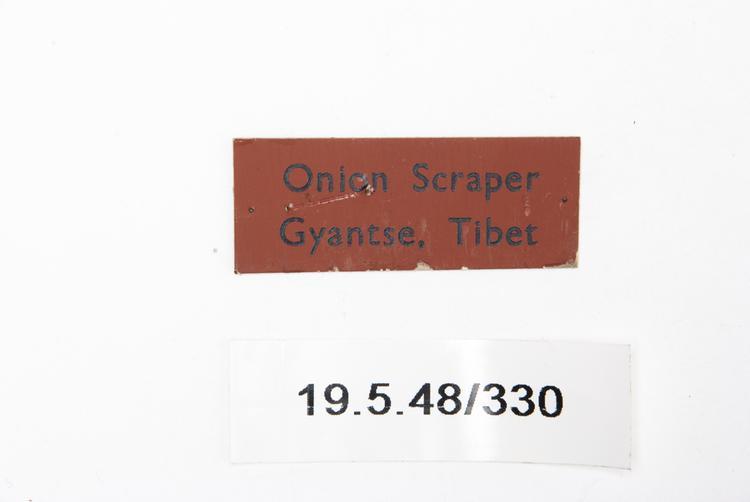 Onion Scraper
Gyantse, Tibet
19.5.48/330